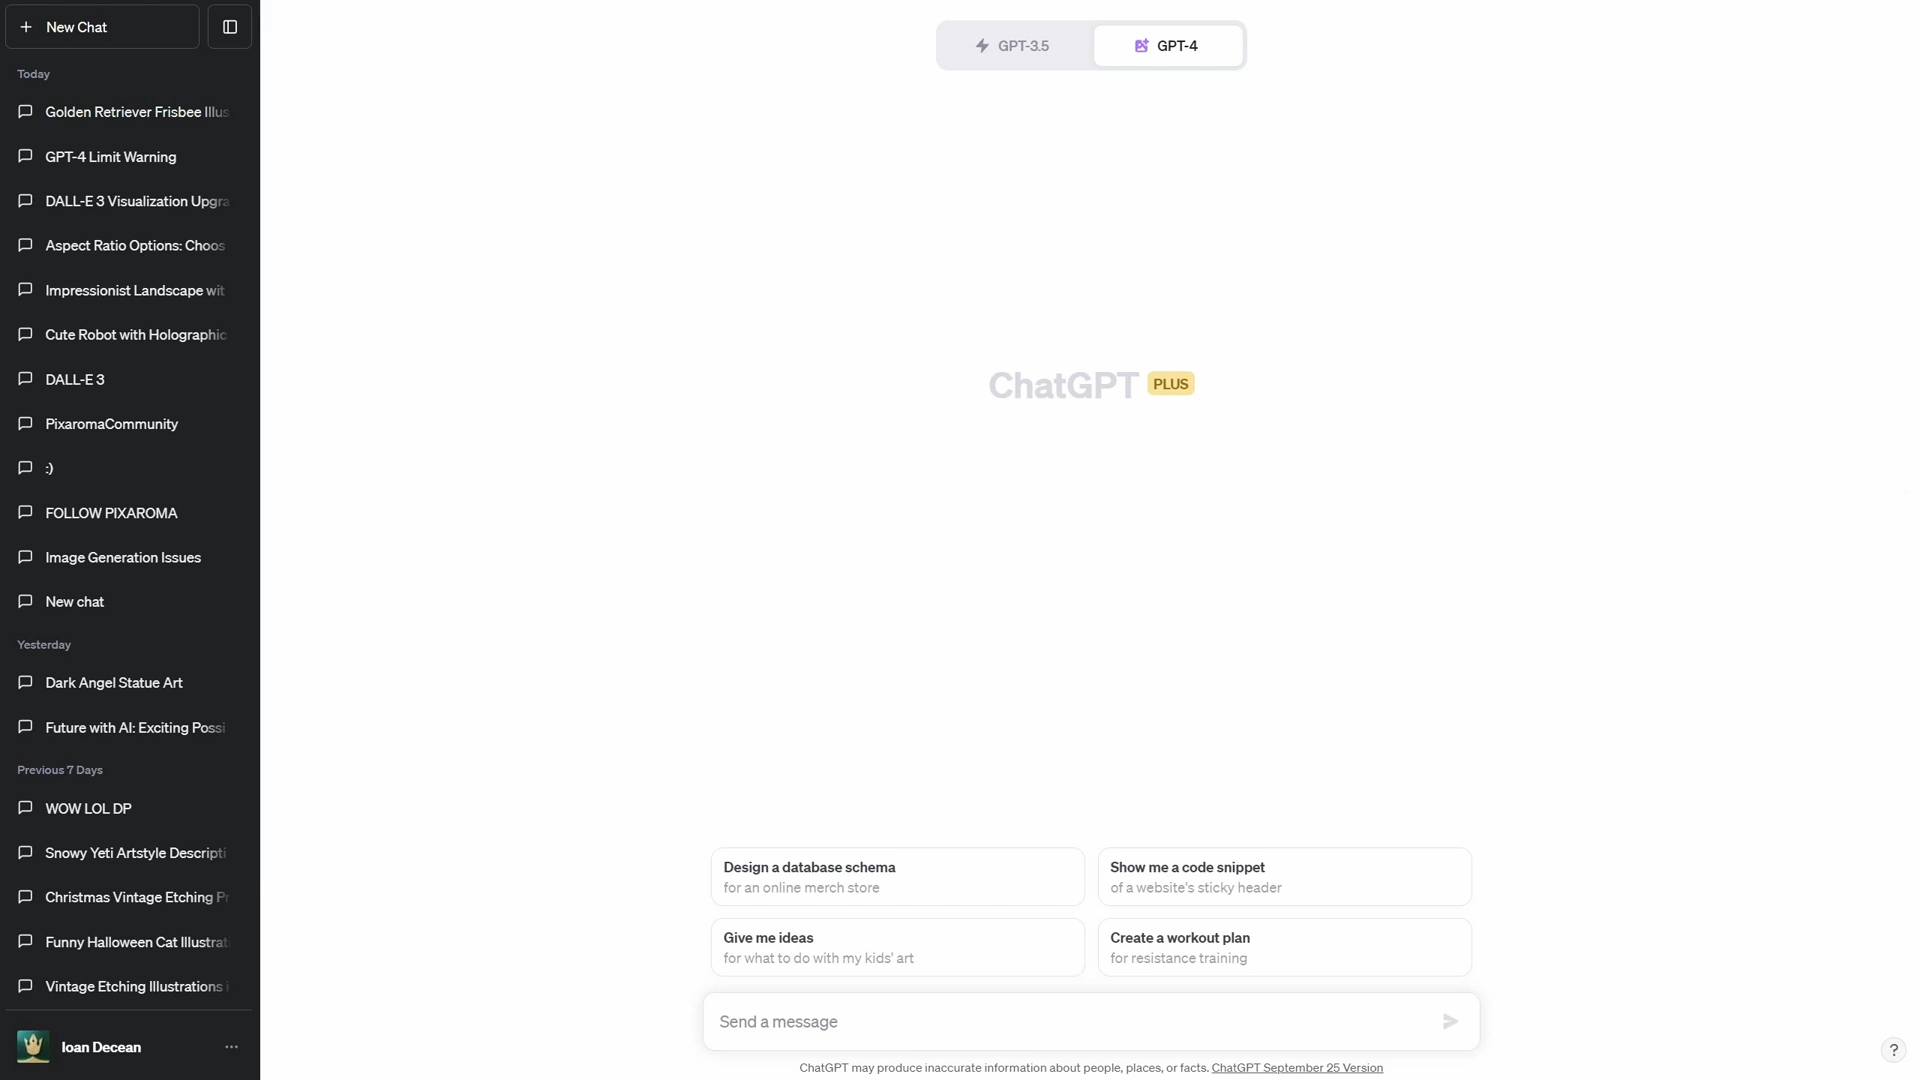 New Chat
Today
Golden Retriever Frisbee Illus
GPT-4 Limit Warning
DALL-E 3 Visualization Upgra
Aspect Ratio Options: Choos
Impressionist Landscape wit
Cute Robot with Holographic
DALL-E 3
PixaromaCommunity
:)
FOLLOW PIXAROMA
Image Generation Issues
New chat
Yesterday
Dark Angel Statue Art
Future with AI: Exciting Possi
Previous 7 Days
WOW LOL DP
Snowy Yeti Artstyle Descripti
Christmas Vintage Etching Pr
Funny Halloween Cat Illustrati
Vintage Etching Illustrations i
Ioan Decean
GPT-3.5
GPT-4
ChatGPT PLUS
Design a database schema
for an online merch store
Show me a code snippet
of a website's sticky header
Give me ideas
for what to do with my kids' art
Create a workout plan
for resistance training
Send a message
ChatGPT may produce inaccurate information about people, places, or facts. ChatGPT September 25 Version
?